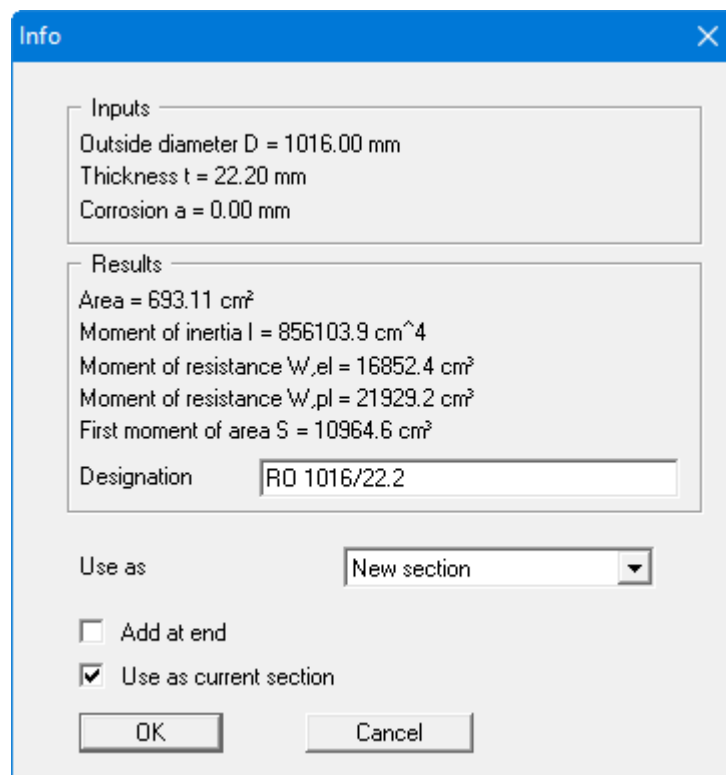 Info
Inputs
Outside diameter D = 1016.00 mm
Thickness t = 22.20 mm
Corrosion a = 0.00 mm
Results
Area = 693.11 cm²
Moment of inertia I = 856103.9 cm^4
Moment of resistance W,el = 16852.4 cm³
Moment of resistance W,pl = 21929.2 cm³
First moment of area S = 10964.6 cm³
Designation RO 1016/22.2
Use as New section
Add at end
Use as current section
OK Cancel